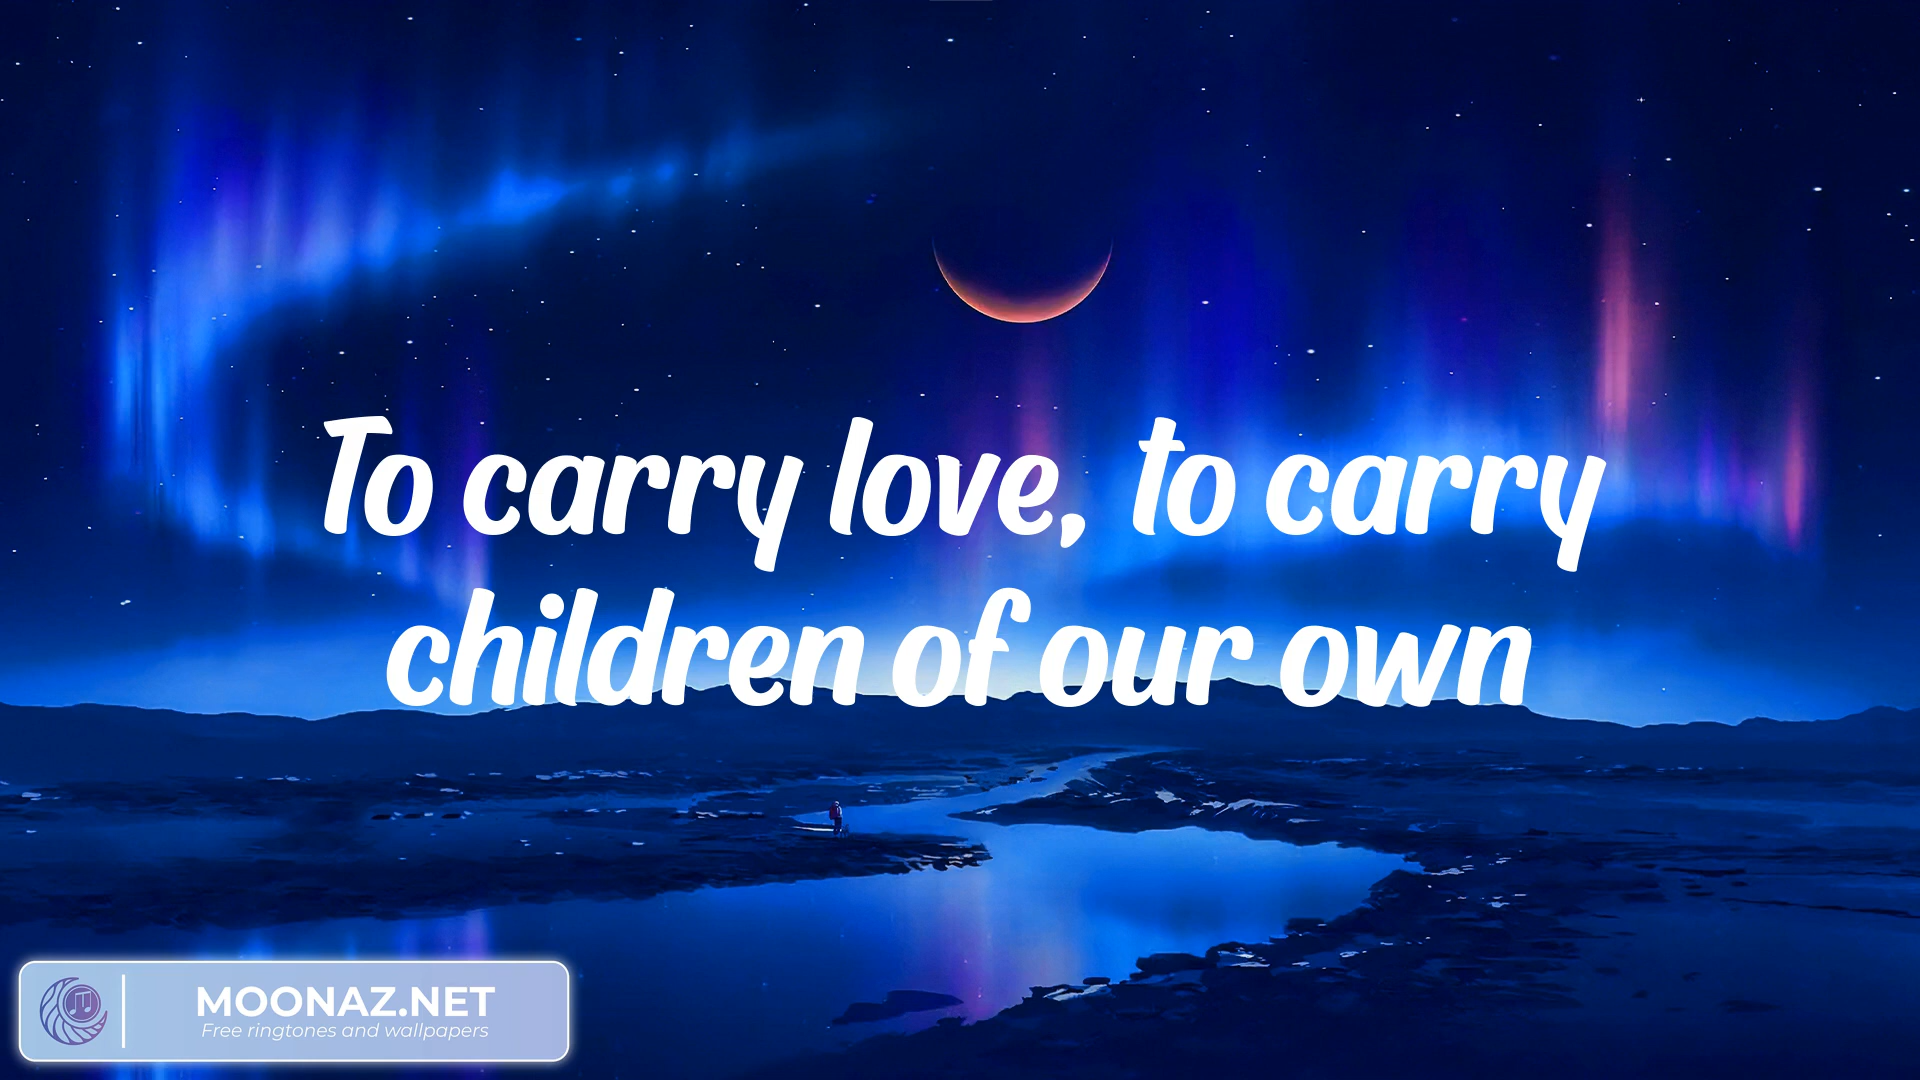 To carry love, to carry
children of our own
MOONAZ.NET
Free ringtones and wallpapers